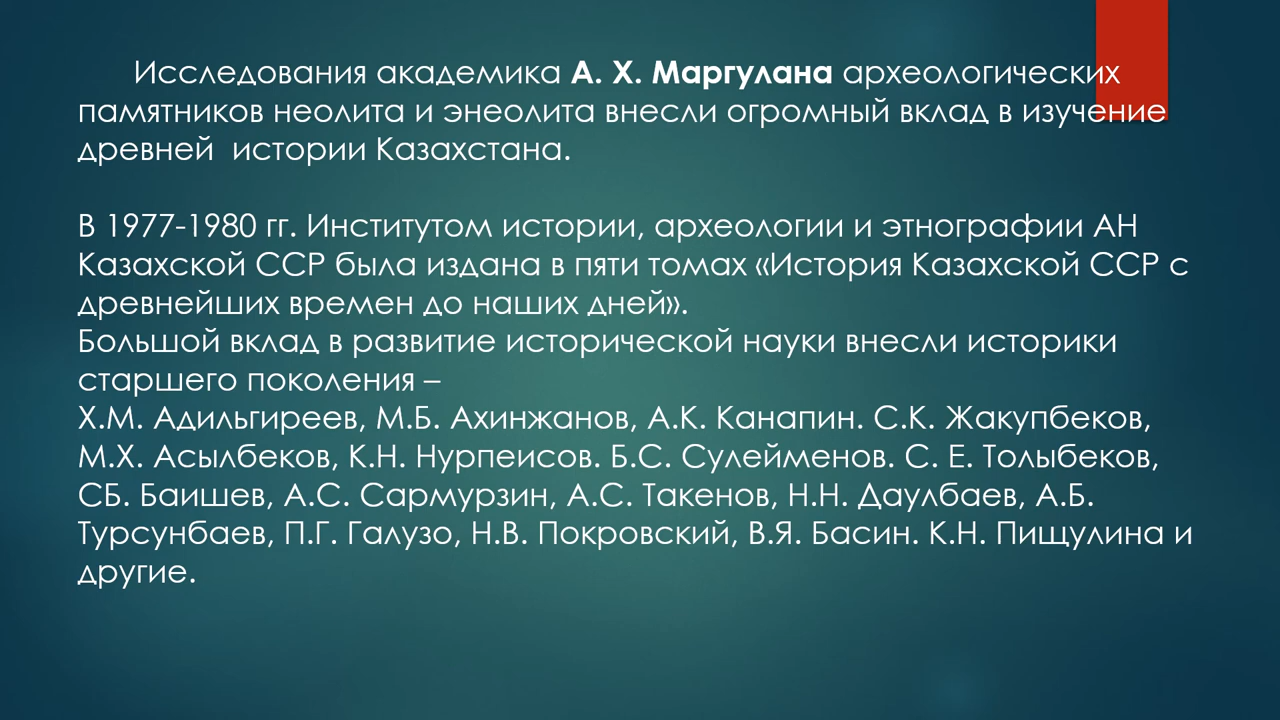 Исследования академика А. Х. Маргулана археологических
памятников неолита и энеолита внесли огромный вклад в изучение
древней  истории Казахстана.
В 1977-1980 гг. Институтом истории, археологии и этнографии АН
Казахской ССР была издана в пяти томах «История Казахской ССР с
древнейших времен до наших дней».
Большой вклад в развитие исторической науки внесли историки
старшего поколения –
Х.М. Адильгиреев, М.Б. Ахинжанов, А.К. Канапин. С.К. Жакупбеков,
М.Х. Асылбеков, К.Н. Нурпеисов. Б.С. Сулейменов. С. Е. Толыбеков,
СБ. Баишев, А.С. Сармурзин, А.С. Такенов, Н.Н. Даулбаев, А.Б.
Турсунбаев, П.Г. Галузо, Н.В. Покровский, В.Я. Басин. К.Н. Пищулина и
другие.